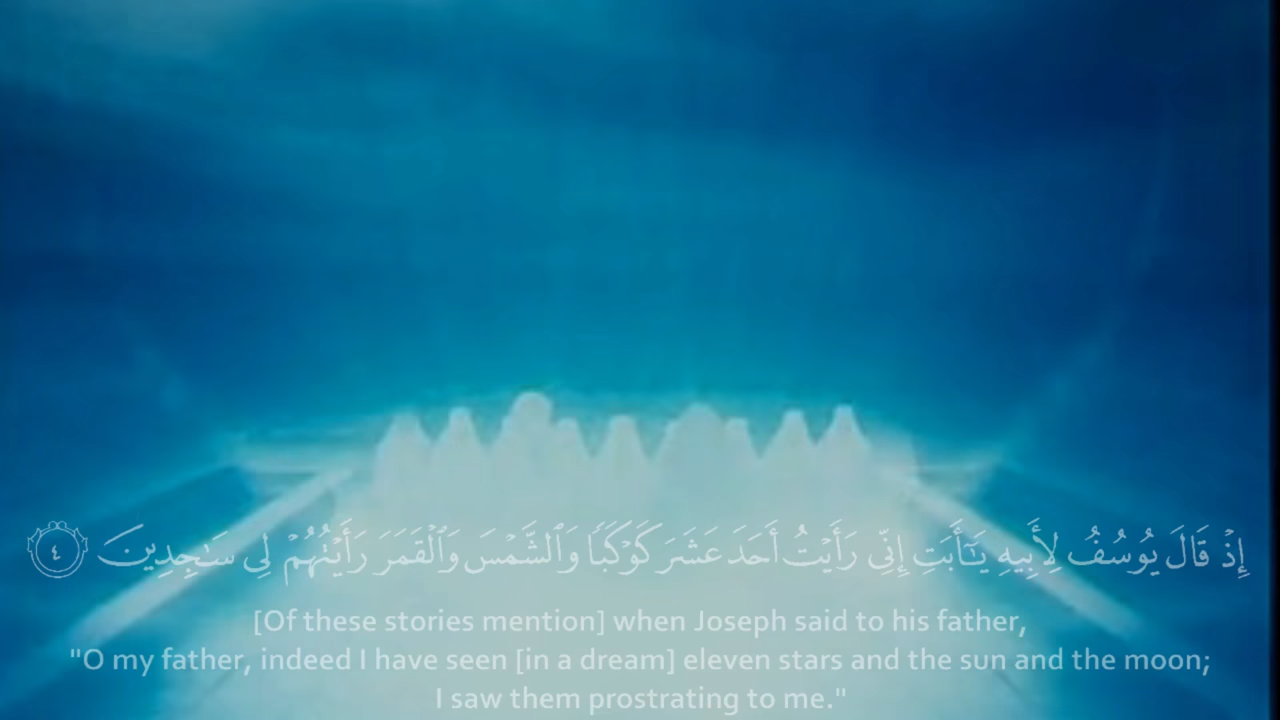 إِذْ قَالَ يُوسُفُ لِأَبِيهِ يَـٰٓأَبَتِ إِنِّى رَأَيْتُ أَحَدَ عَشَرَ كَوْكَبًا وَٱلشَّمْسَ وَٱلْقَمَرَ رَأَيْتُهُمْ لِى سَـٰجِدِينَ ٤
[Of these stories mention] when Joseph said to his father,
"O my father, indeed I have seen [in a dream] eleven stars and the sun and the moon;
I saw them prostrating to me."